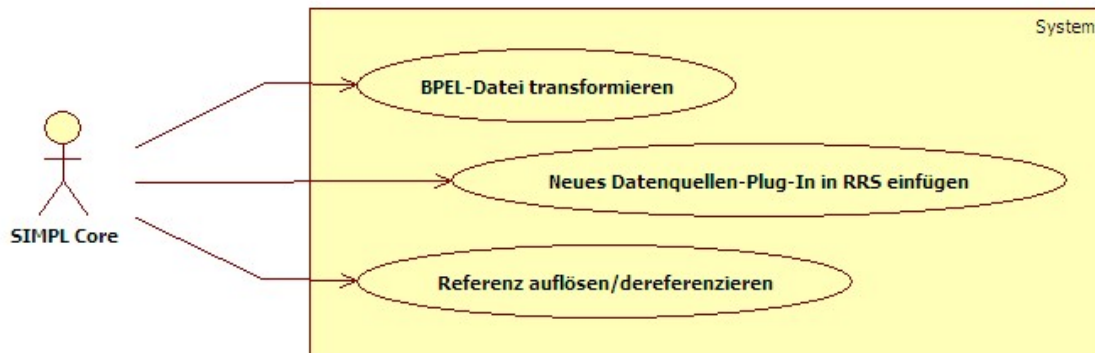 System
BPEL-Datei transformieren
Neues Datenquellen-Plug-In in RRS einfügen
SIMPL Core
Referenz auflösen/dereferenzieren